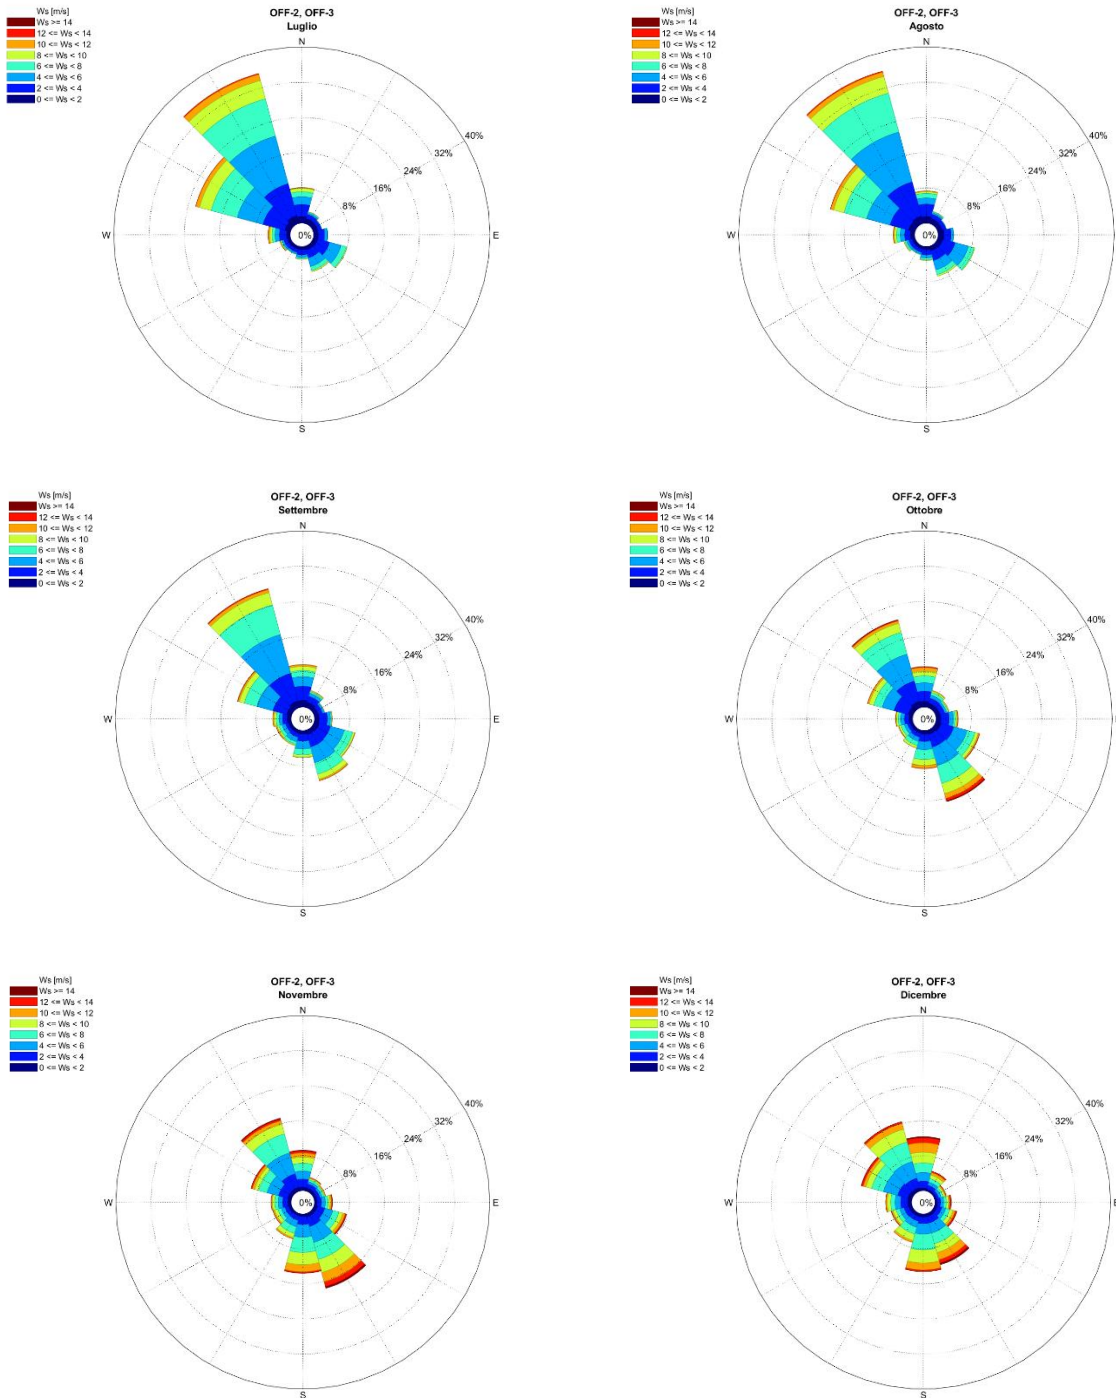 Ws [m/s]
Ws >= 14
12 <= Ws < 14
10 <= Ws < 12
8 <= Ws < 10
6 <= Ws < 8
4 <= Ws < 6
2 <= Ws < 4
0 <= Ws < 2
OFF-2, OFF-3
Luglio
N
40%
32%
24%
16%
8%
0%
W
E
S
Ws [m/s]
Ws >= 14
12 <= Ws < 14
10 <= Ws < 12
8 <= Ws < 10
6 <= Ws < 8
4 <= Ws < 6
2 <= Ws < 4
0 <= Ws < 2
OFF-2, OFF-3
Agosto
N
40%
32%
24%
16%
8%
0%
W
E
S
Ws [m/s]
Ws >= 14
12 <= Ws < 14
10 <= Ws < 12
8 <= Ws < 10
6 <= Ws < 8
4 <= Ws < 6
2 <= Ws < 4
0 <= Ws < 2
OFF-2, OFF-3
Settembre
N
40%
32%
24%
16%
8%
0%
W
E
S
Ws [m/s]
Ws >= 14
12 <= Ws < 14
10 <= Ws < 12
8 <= Ws < 10
6 <= Ws < 8
4 <= Ws < 6
2 <= Ws < 4
0 <= Ws < 2
OFF-2, OFF-3
Ottobre
N
40%
32%
24%
16%
8%
0%
W
E
S
Ws [m/s]
Ws >= 14
12 <= Ws < 14
10 <= Ws < 12
8 <= Ws < 10
6 <= Ws < 8
4 <= Ws < 6
2 <= Ws < 4
0 <= Ws < 2
OFF-2, OFF-3
Novembre
N
40%
32%
24%
16%
8%
0%
W
E
S
Ws [m/s]
Ws >= 14
12 <= Ws < 14
10 <= Ws < 12
8 <= Ws < 10
6 <= Ws < 8
4 <= Ws < 6
2 <= Ws < 4
0 <= Ws < 2
OFF-2, OFF-3
Dicembre
N
40%
32%
24%
16%
8%
0%
W
E
S